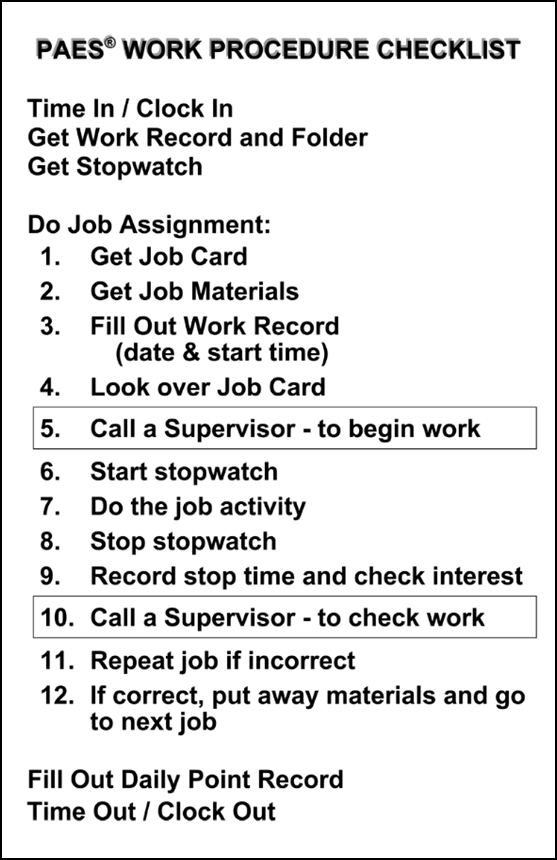 PAES® WORK PROCEDURE CHECKLIST
Time In / Clock In
Get Work Record and Folder
Get Stopwatch
Do Job Assignment:
1. Get Job Card
2. Get Job Materials
3. Fill Out Work Record
(date & start time)
4. Look over Job Card
5. Call a Supervisor - to begin work
6. Start stopwatch
7. Do the job activity
8. Stop stopwatch
9. Record stop time and check interest
10. Call a Supervisor - to check work
11. Repeat job if incorrect
12. If correct, put away materials and go
to next job
Fill Out Daily Point Record
Time Out / Clock Out